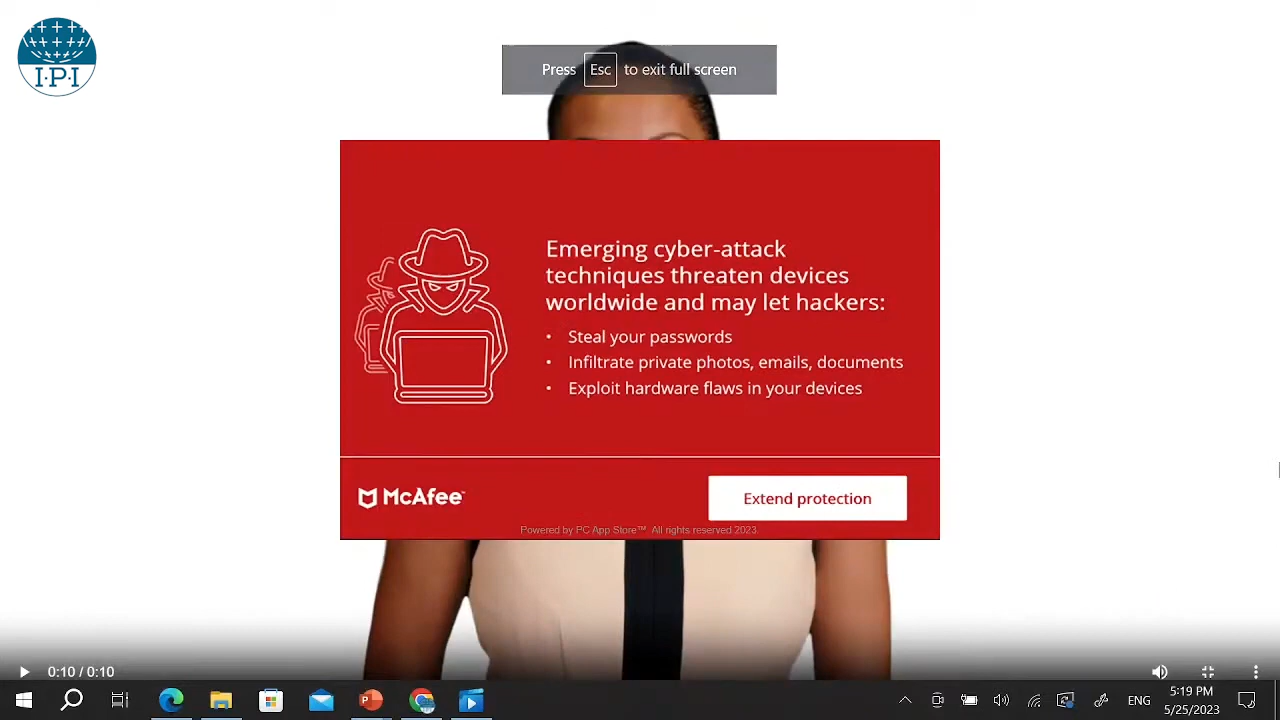 I·P·I
Press Esc to exit full screen
Emerging cyber-attack
techniques threaten devices
worldwide and may let hackers:
• Steal your passwords
• Infiltrate private photos, emails, documents
• Exploit hardware flaws in your devices
McAfee™
Extend protection
Powered by PC App Store™. All rights reserved 2023.
0:10 / 0:10
ENG
5:19 PM
5/25/2023